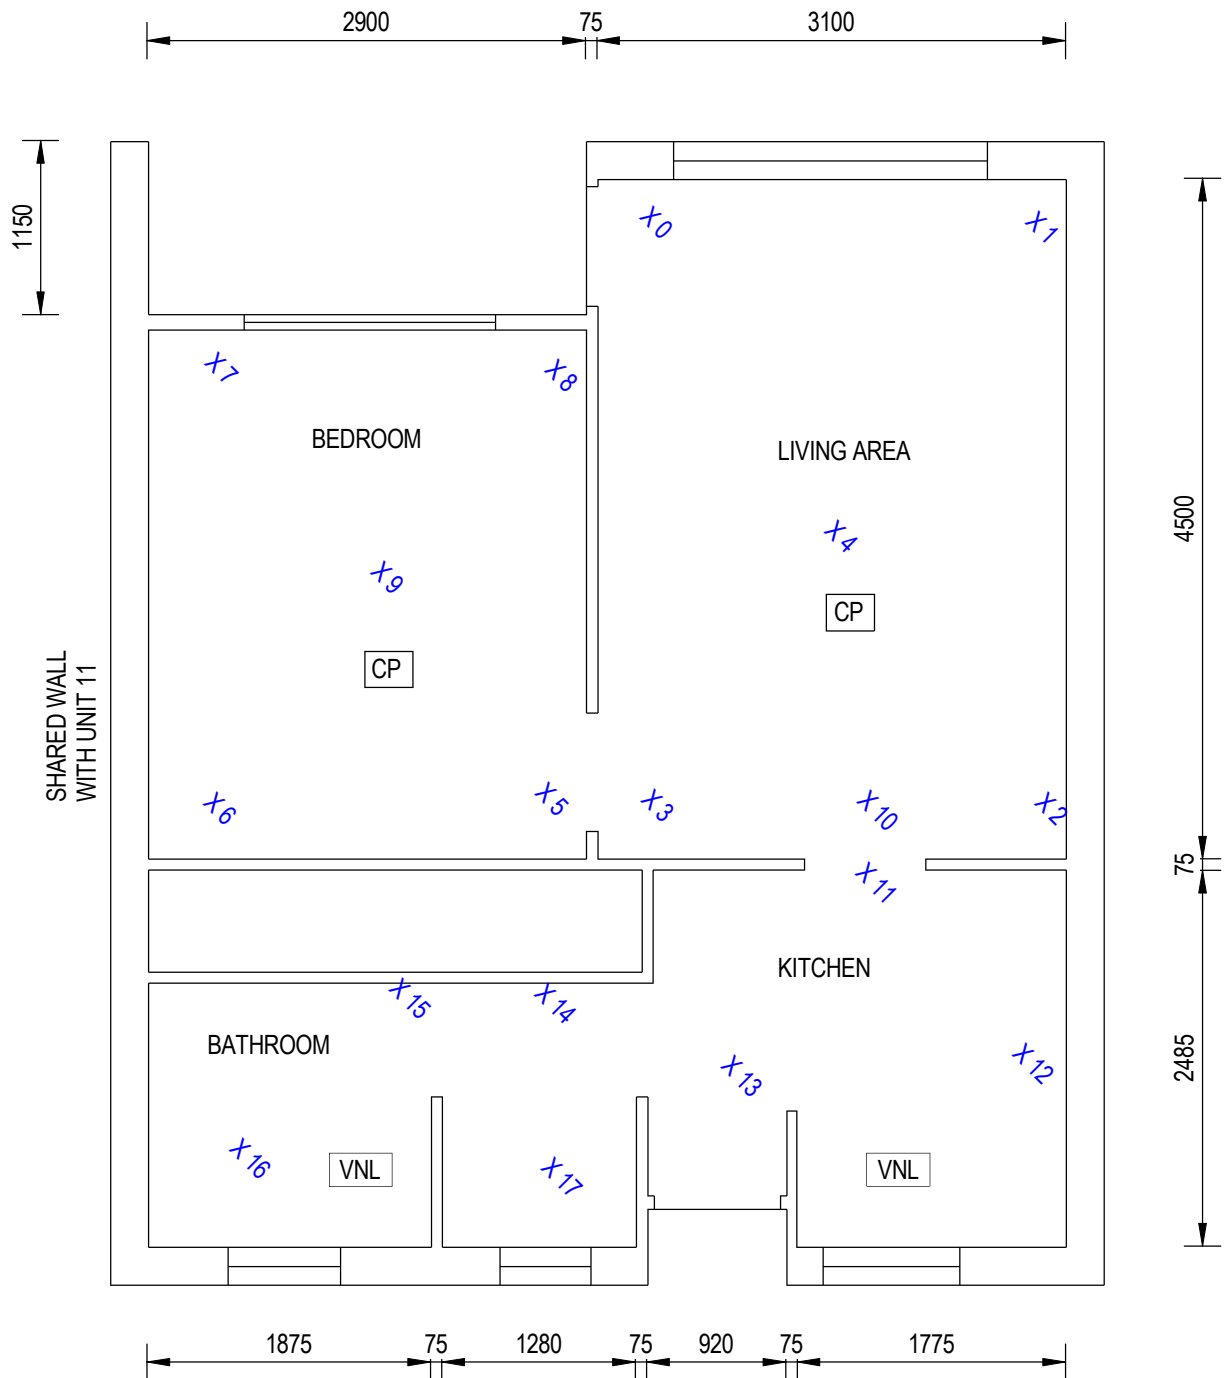 2900
75
3100
1150
X0
X1
X7
X8
BEDROOM
LIVING AREA
4500
X4
X9
CP
CP
SHARED WALL
WITH UNIT 11
X6
X5
X3
X10
X2
75
X11
KITCHEN
X15
X14
BATHROOM
X13
X12
2485
X16
VNL
X17
VNL
1875
75
1280
75
920
75
1775